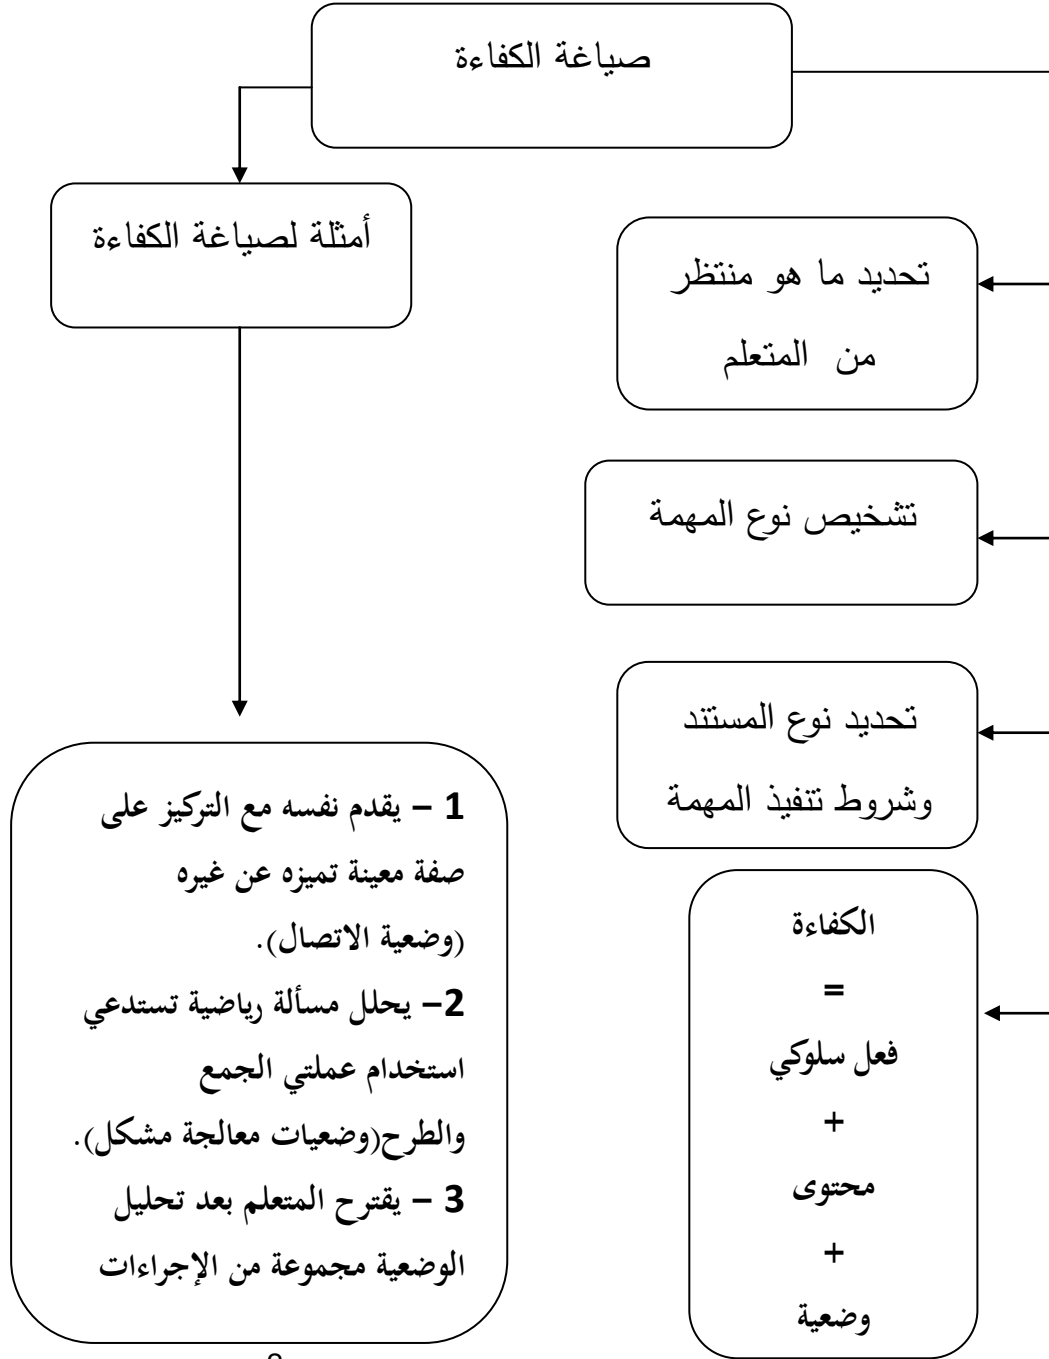 صياغة الكفاءة
أمثلة لصياغة الكفاءة
تحديد ما هو منتظر
من المتعلم
تشخيص نوع المهمة
تحديد نوع المستند
وشروط تنفيذ المهمة
الكفاءة
=
فعل سلوكي
+
محتوى
+
وضعية
1 – يقدم نفسه مع التركيز على
صفة معينة تميزه عن غيره
(وضعية الاتصال).
2– يحلل مسألة رياضية تستدعي
استخدام عملتي الجمع
والطرح(وضعيات معالجة مشكل).
3 – يقترح المتعلم بعد تحليل
الوضعية مجموعة من الإجراءات